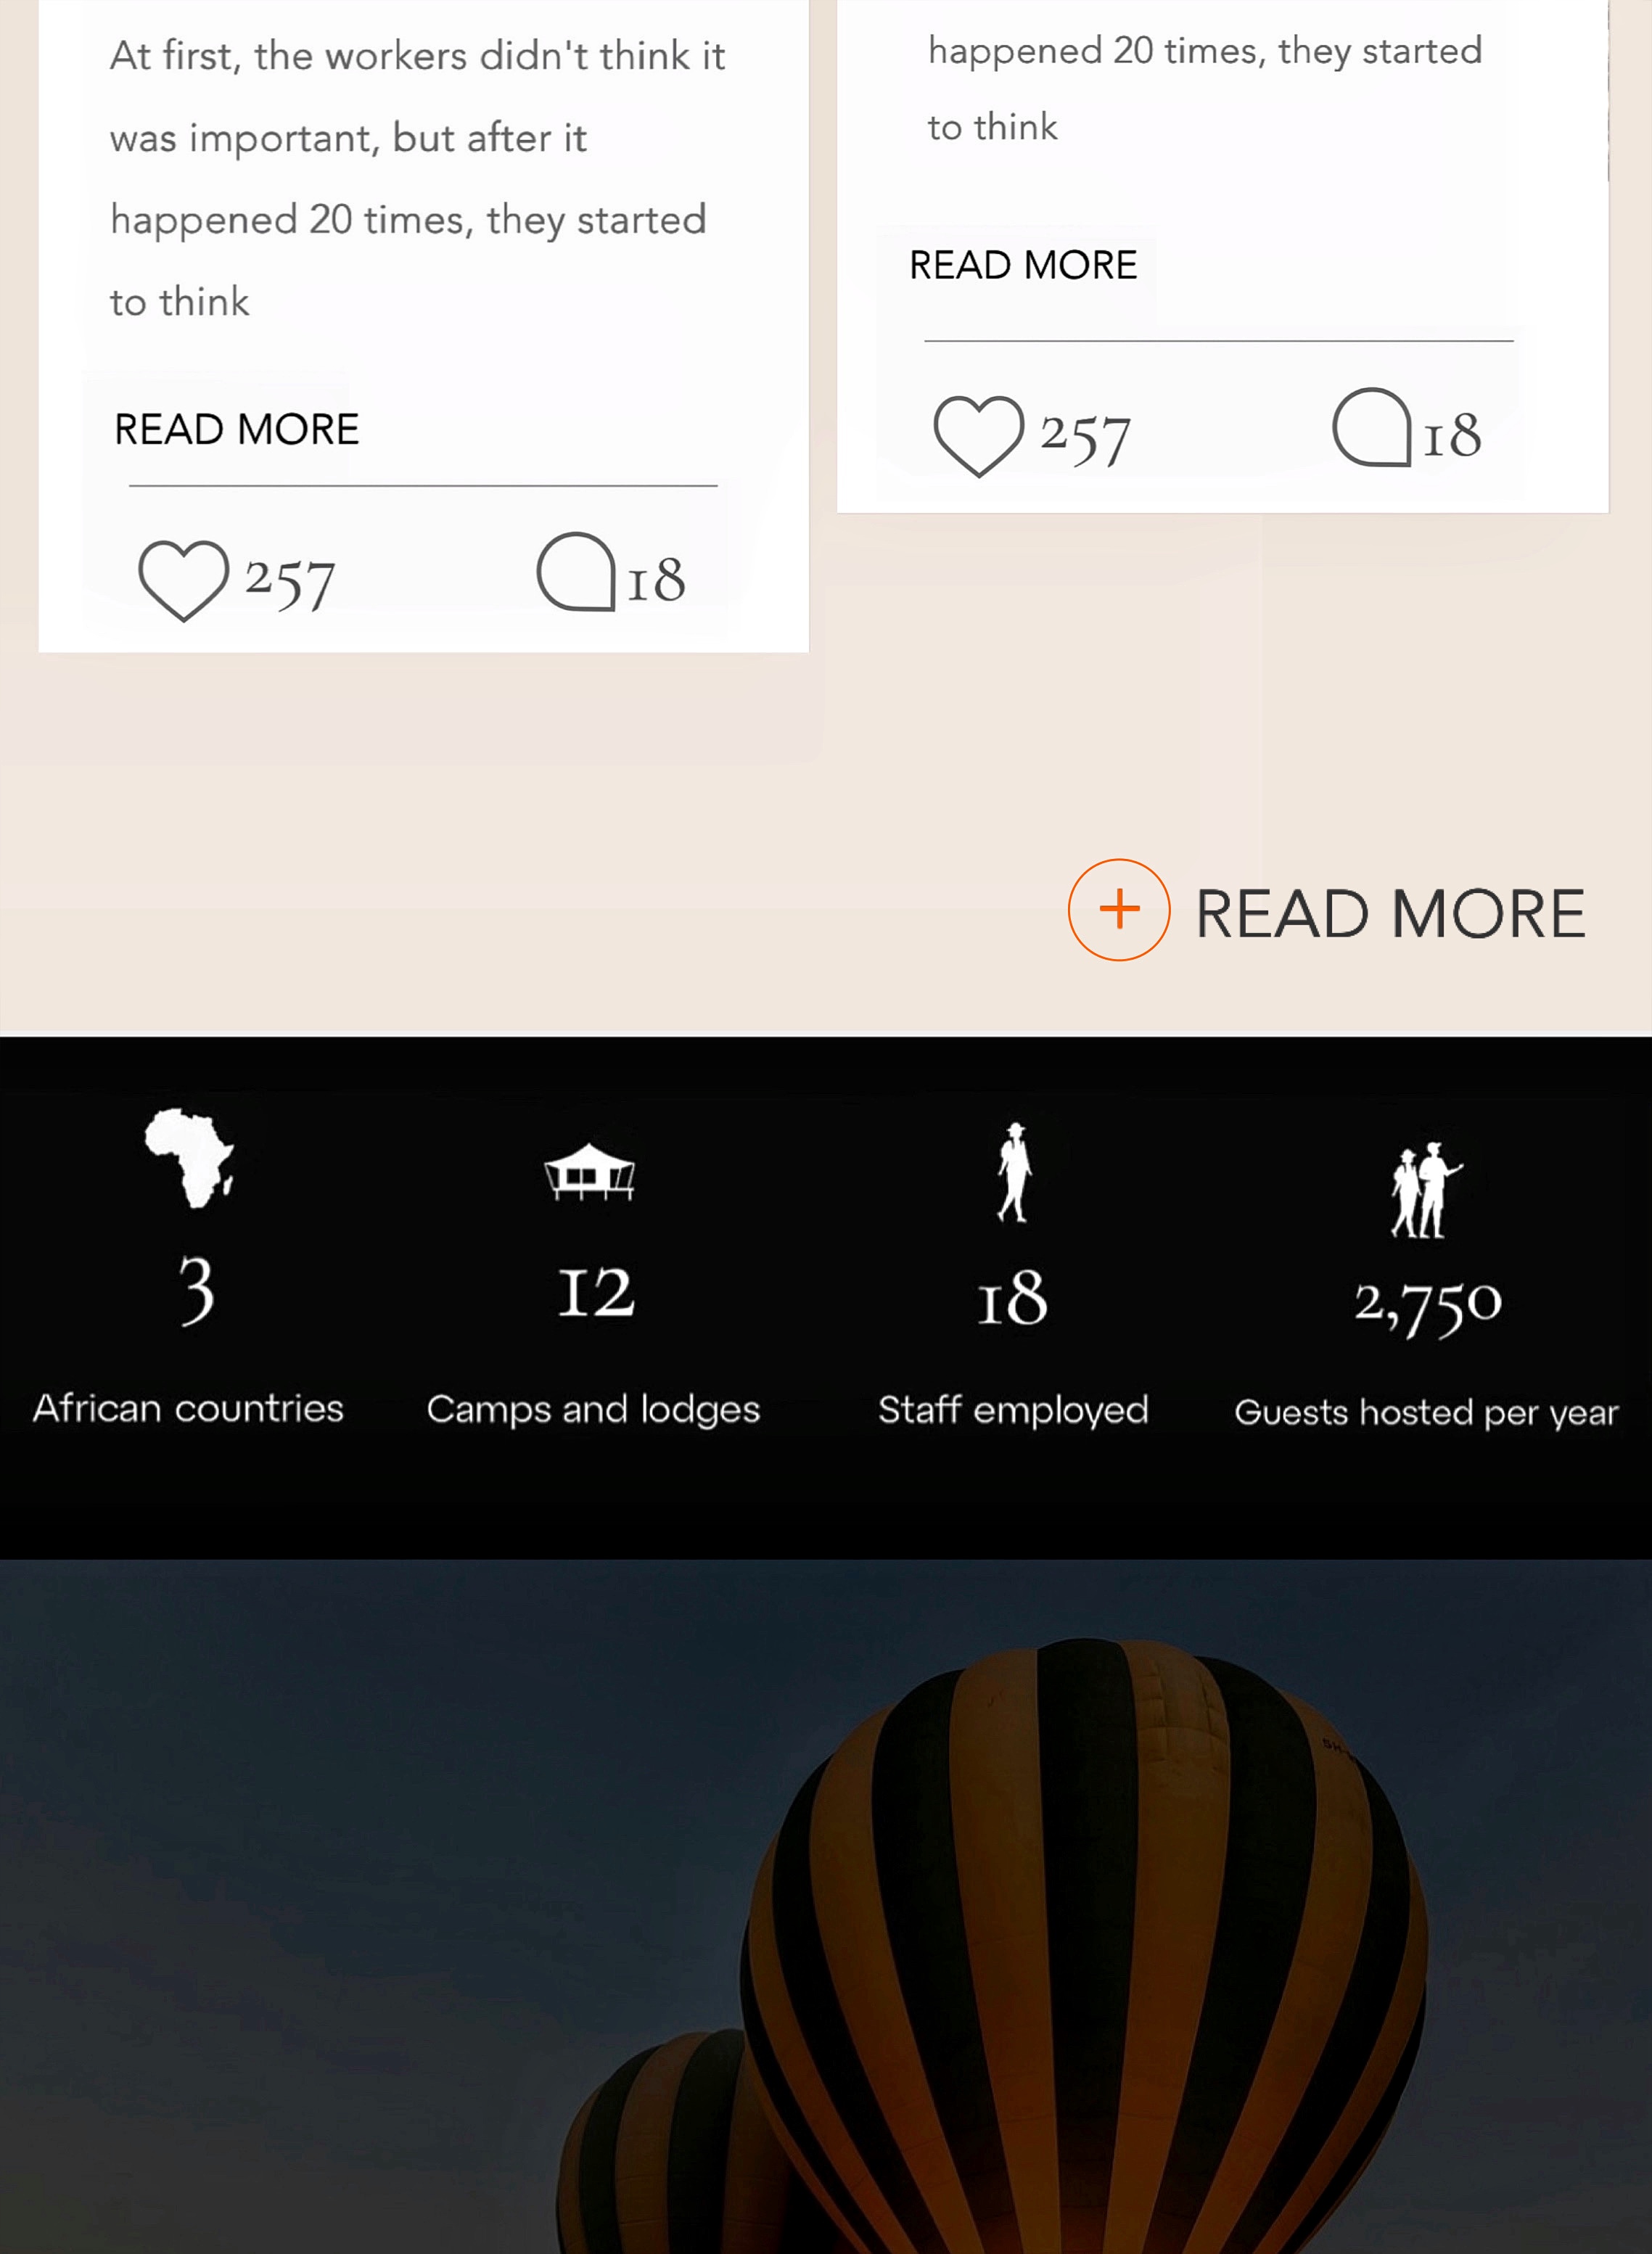 At first, the workers didn't think it
was important, but after it
happened 20 times, they started
to think
READ MORE
257
18
happened 20 times, they started
to think
READ MORE
257
18
READ MORE
3
12
18
2,750
African countries
Camps and lodges
Staff employed
Guests hosted per year